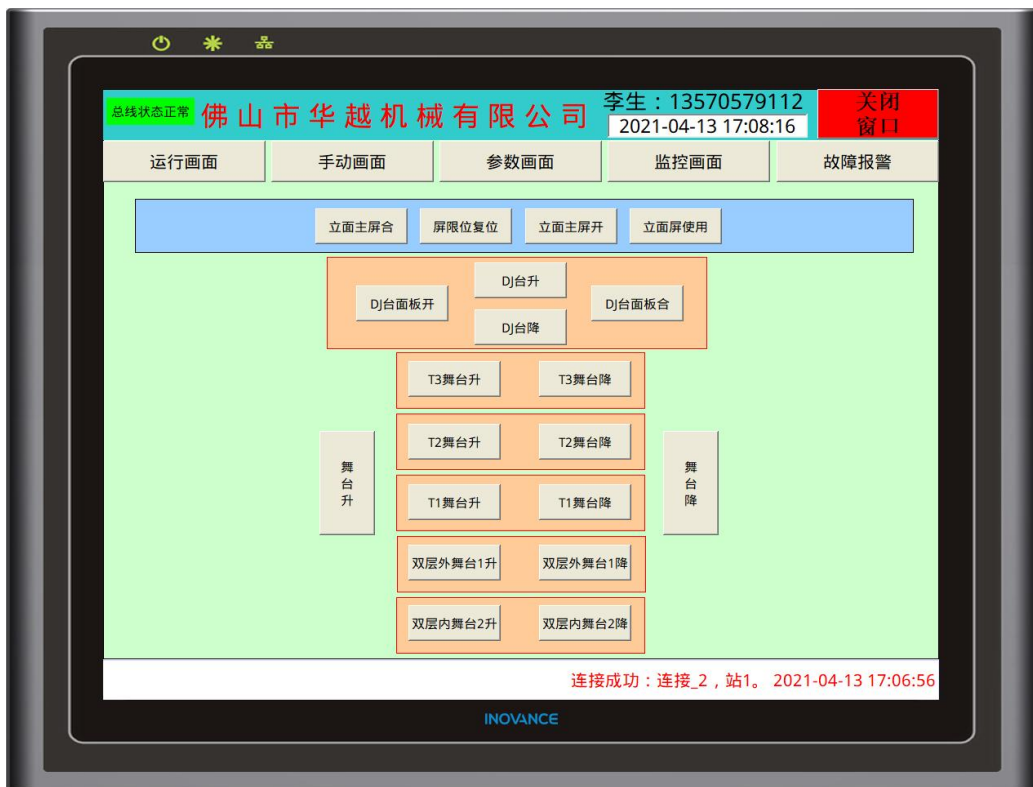 总线状态正常
佛山市华越机械有限公司
李生：13570579112
2021-04-13 17:08:16
关闭
窗口
运行画面 手动画面 参数画面 监控画面 故障报警
立面主屏合 屏限位复位 立面主屏开 立面屏使用
DJ台升
DJ台面板开 DJ台面板合
DJ台降
T3舞台升 T3舞台降
T2舞台升 T2舞台降
舞台升
舞台降
T1舞台升 T1舞台降
双层外舞台1升 双层外舞台1降
双层内舞台2升 双层内舞台2降
连接成功：连接_2，站1。 2021-04-13 17:06:56
INOVANCE